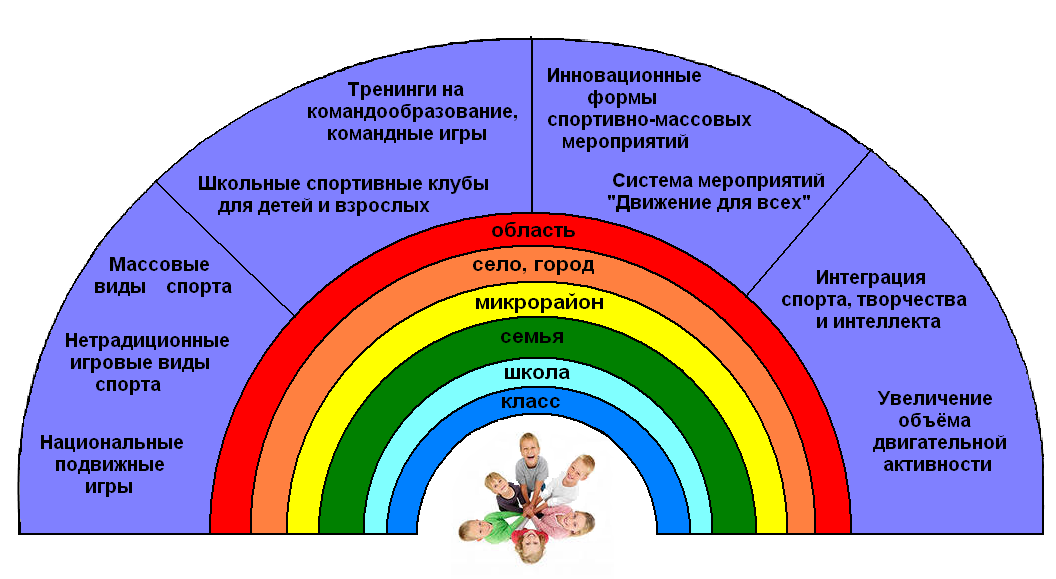 Тренинги на
командообразование,
командные игры
Школьные спортивные клубы
для детей и взрослых
Инновационные
формы
спортивно-массовых
мероприятий
Система мероприятий
"Движение для всех"
Массовые
виды спорта
Нетрадиционные
игровые виды
спорта
Национальные
подвижные
игры
Интеграция
спорта, творчества
и интеллекта
Увеличение
объёма
двигательной
активности
область
село, город
микрорайон
семья
школа
класс